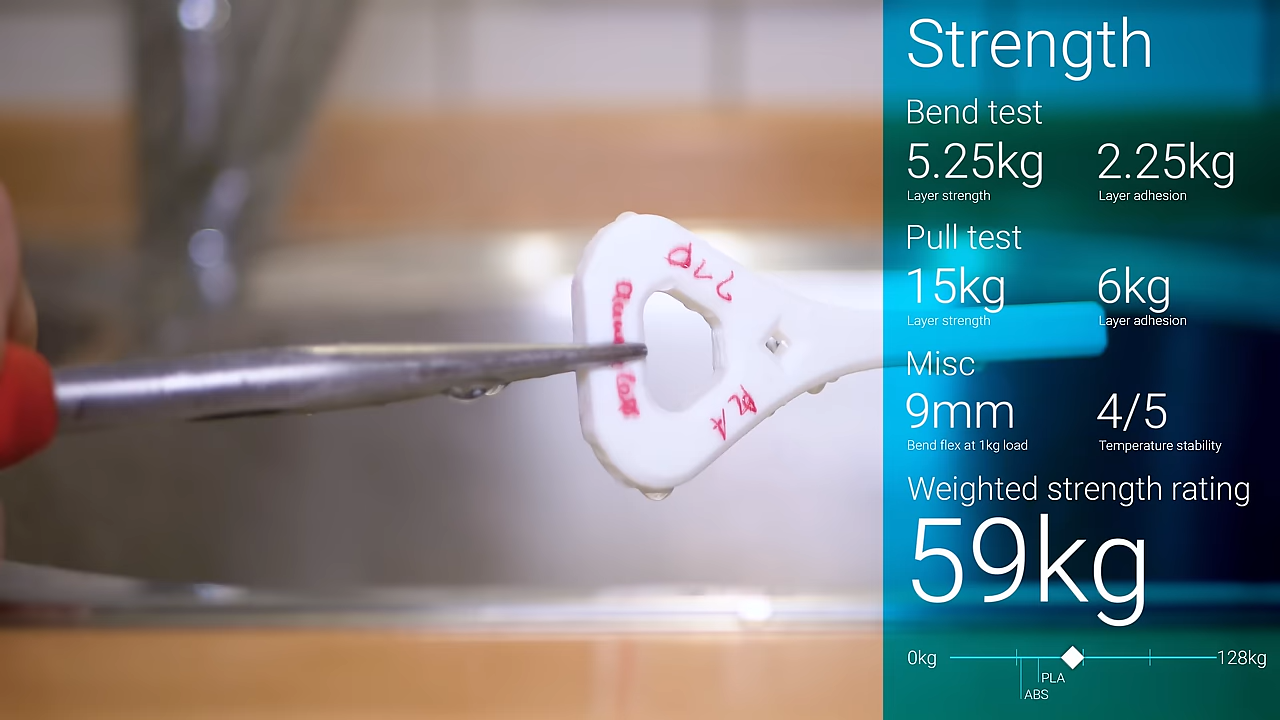 Strength
Bend test
5.25kg 2.25kg
Layer strength Layer adhesion
Pull test
15kg 6kg
Layer strength Layer adhesion
Misc
9mm 4/5
Bend flex at 1kg load Temperature stability
Weighted strength rating
59kg
0kg 128kg
PLA
ABS
210
PLA